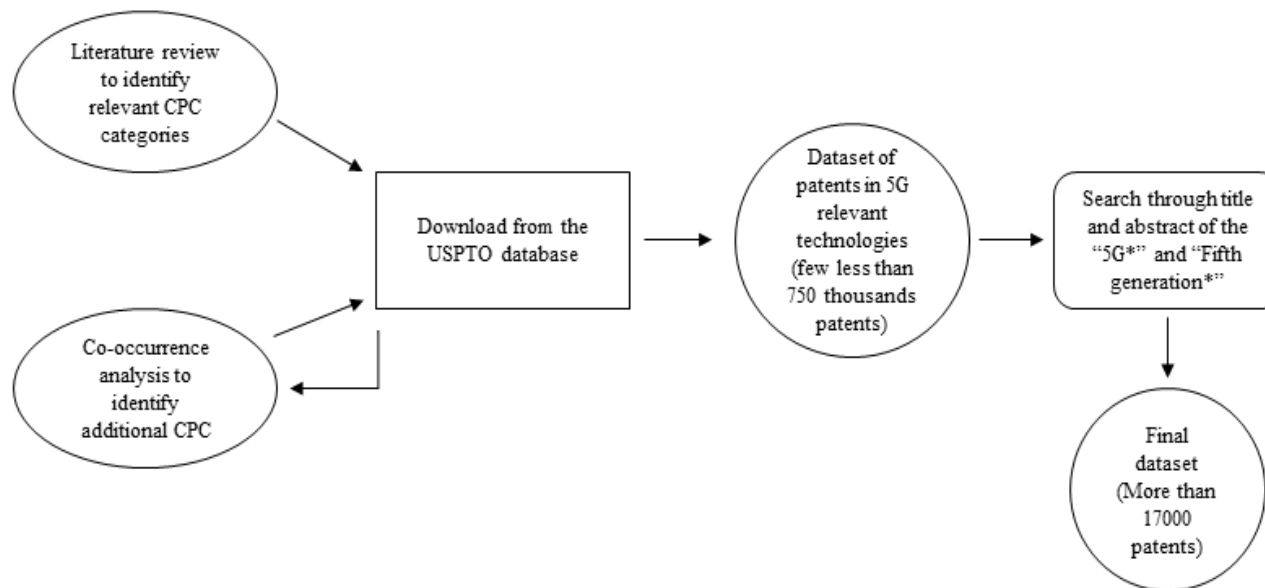 Literature review
to identify
relevant CPC
categories
Co-occurrence
analysis to
identify
additional CPC
Download from the
USPTO database
Dataset of
patents in 5G
relevant
technologies
(few less than
750 thousands
patents)
Search through title
and abstract of the
“5G*” and “Fifth
generation*”
Final
dataset
(More than
17000
patents)